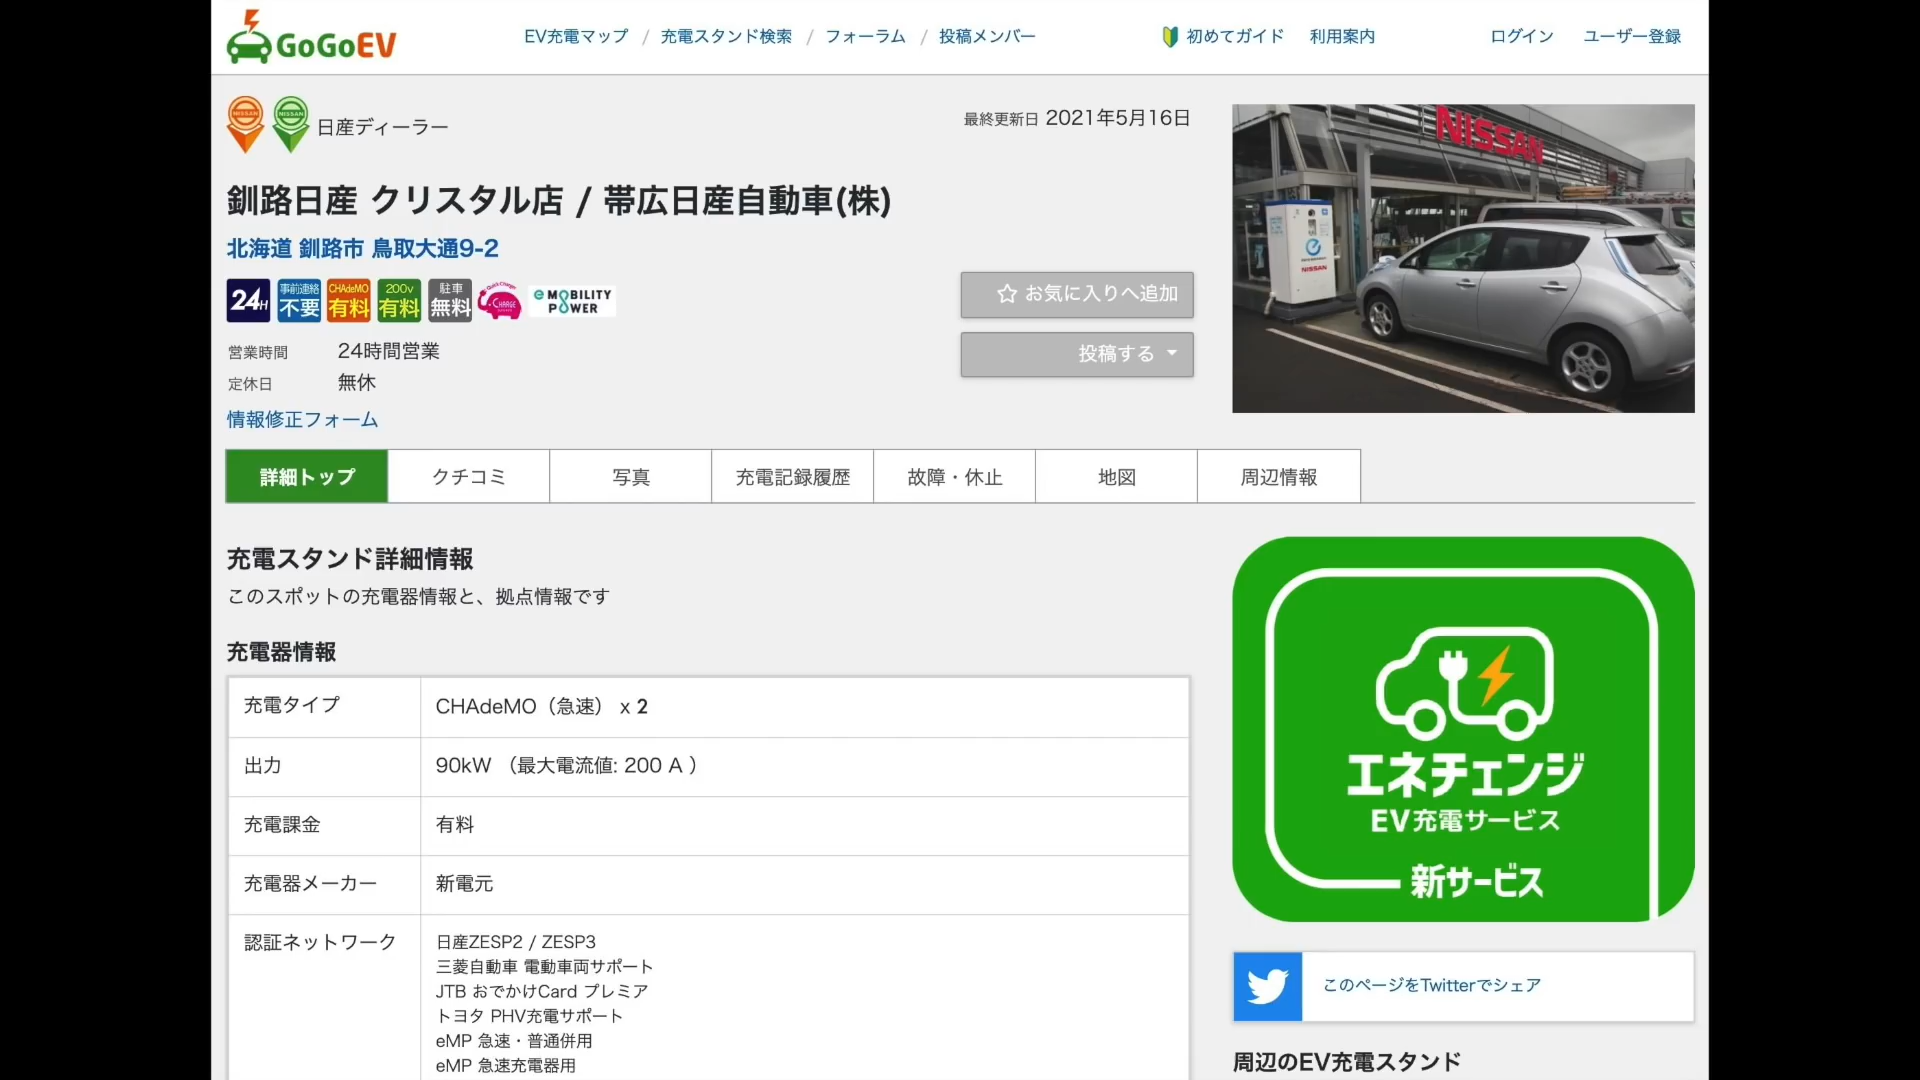 GoGoEV
EV充電マップ / 充電スタンド検索 / フォーラム / 投稿メンバー
初めてガイド 利用案内
ログイン ユーザー登録
NISSAN NISSAN 日産ディーラー
最終更新日 2021年5月16日
釧路日産 クリスタル店 / 帯広日産自動車(株)
北海道 釧路市 鳥取大通9-2
24H
事前連絡 不要
CHAdeMO 有料
200v 有料
駐車 無料
Quick Charge
CHARGE
e MOBILITY POWER
営業時間 24時間営業
定休日 無休
情報修正フォーム
お気に入りへ追加
投稿する
NISSAN
NISSAN
詳細トップ クチコミ 写真 充電記録履歴 故障・休止 地図 周辺情報
充電スタンド詳細情報
このスポットの充電器情報と、拠点情報です
充電器情報
充電タイプ CHAdeMO（急速） x 2
出力 90kW （最大電流値: 200 A ）
充電課金 有料
充電器メーカー 新電元
認証ネットワーク 日産ZESP2 / ZESP3
三菱自動車 電動車両サポート
JTB おでかけCard プレミア
トヨタ PHV充電サポート
eMP 急速・普通併用
eMP 急速充電器用
エネチェンジ
EV充電サービス
新サービス
このページをTwitterでシェア
周辺のEV充電スタンド